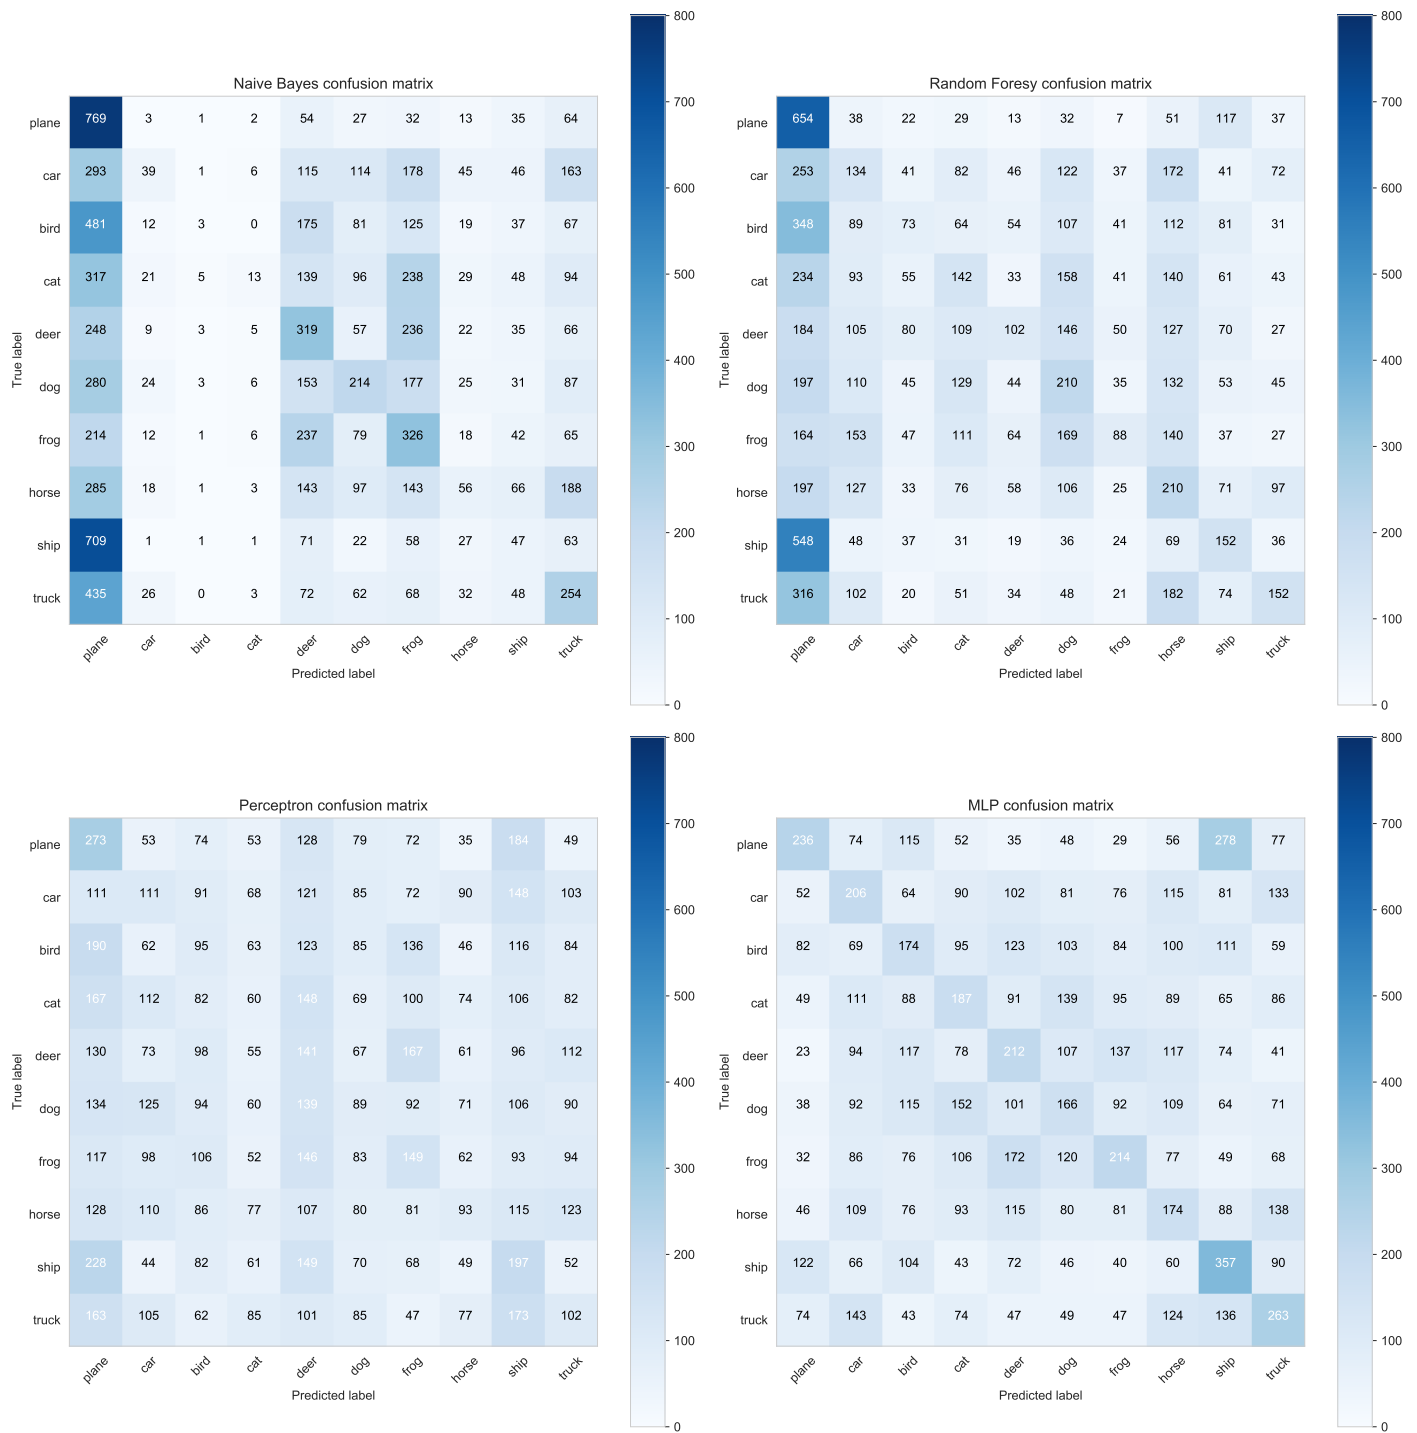 Naive Bayes confusion matrix
True label
plane 769 3 1 2 54 27 32 13 35 64
car 293 39 1 6 115 114 178 45 46 163
bird 481 12 3 0 175 81 125 19 37 67
cat 317 21 5 13 139 96 238 29 48 94
deer 248 9 3 5 319 57 236 22 35 66
dog 280 24 3 6 153 214 177 25 31 87
frog 214 12 1 6 237 79 326 18 42 65
horse 285 18 1 3 143 97 143 56 66 188
ship 709 1 1 1 71 22 58 27 47 63
truck 435 26 0 3 72 62 68 32 48 254
plane car bird cat deer dog frog horse ship truck
Predicted label
800
700
600
500
400
300
200
100
0
Random Foresy confusion matrix
True label
plane 654 38 22 29 13 32 7 51 117 37
car 253 134 41 82 46 122 37 172 41 72
bird 348 89 73 64 54 107 41 112 81 31
cat 234 93 55 142 33 158 41 140 61 43
deer 184 105 80 109 102 146 50 127 70 27
dog 197 110 45 129 44 210 35 132 53 45
frog 164 153 47 111 64 169 88 140 37 27
horse 197 127 33 76 58 106 25 210 71 97
ship 548 48 37 31 19 36 24 69 152 36
truck 316 102 20 51 34 48 21 182 74 152
plane car bird cat deer dog frog horse ship truck
Predicted label
800
700
600
500
400
300
200
100
0
Perceptron confusion matrix
True label
plane 273 53 74 53 128 79 72 35 184 49
car 111 111 91 68 121 85 72 90 148 103
bird 190 62 95 63 123 85 136 46 116 84
cat 167 112 82 60 148 69 100 74 106 82
deer 130 73 98 55 141 67 167 61 96 112
dog 134 125 94 60 139 89 92 71 106 90
frog 117 98 106 52 146 83 149 62 93 94
horse 128 110 86 77 107 80 81 93 115 123
ship 228 44 82 61 149 70 68 49 197 52
truck 163 105 62 85 101 85 47 77 173 102
plane car bird cat deer dog frog horse ship truck
Predicted label
800
700
600
500
400
300
200
100
0
MLP confusion matrix
True label
plane 236 74 115 52 35 48 29 56 278 77
car 52 206 64 90 102 81 76 115 81 133
bird 82 69 174 95 123 103 84 100 111 59
cat 49 111 88 187 91 139 95 89 65 86
deer 23 94 117 78 212 107 137 117 74 41
dog 38 92 115 152 101 166 92 109 64 71
frog 32 86 76 106 172 120 214 77 49 68
horse 46 109 76 93 115 80 81 174 88 138
ship 122 66 104 43 72 46 40 60 357 90
truck 74 143 43 74 47 49 47 124 136 263
plane car bird cat deer dog frog horse ship truck
Predicted label
800
700
600
500
400
300
200
100
0